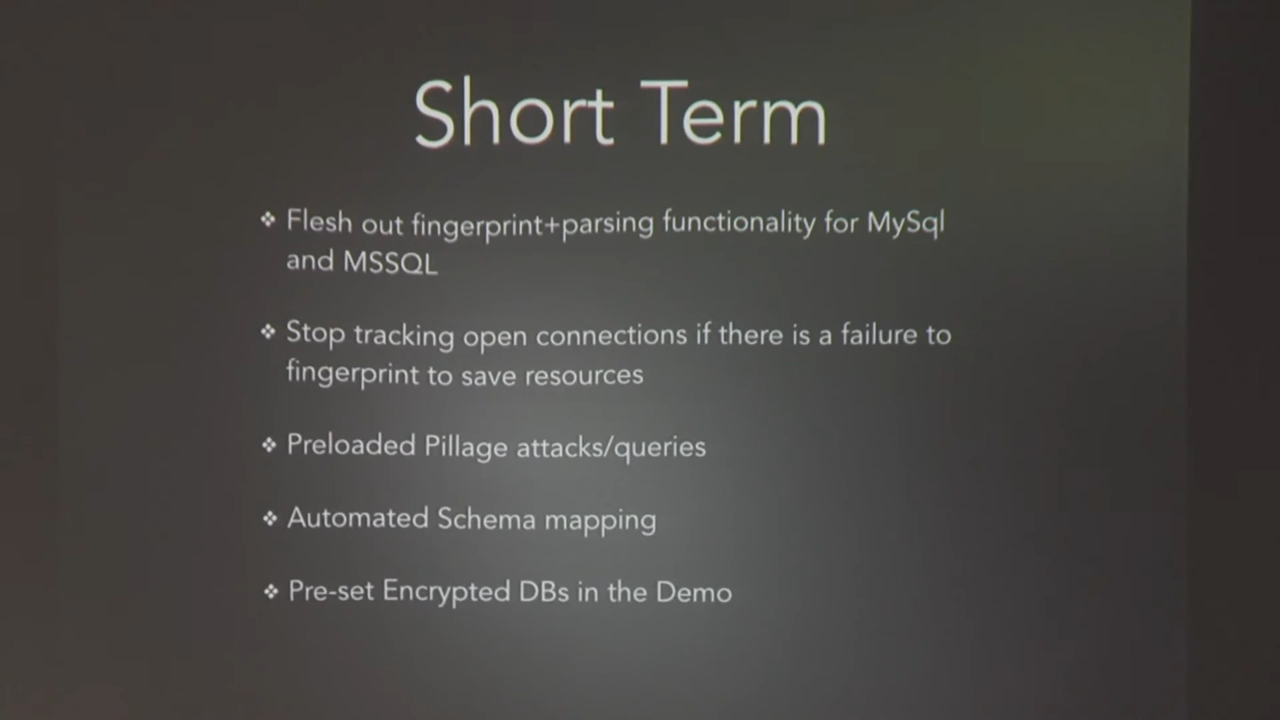 Short Term
❖ Flesh out fingerprint+parsing functionality for MySql
and MSSQL
❖ Stop tracking open connections if there is a failure to
fingerprint to save resources
❖ Preloaded Pillage attacks/queries
❖ Automated Schema mapping
❖ Pre-set Encrypted DBs in the Demo